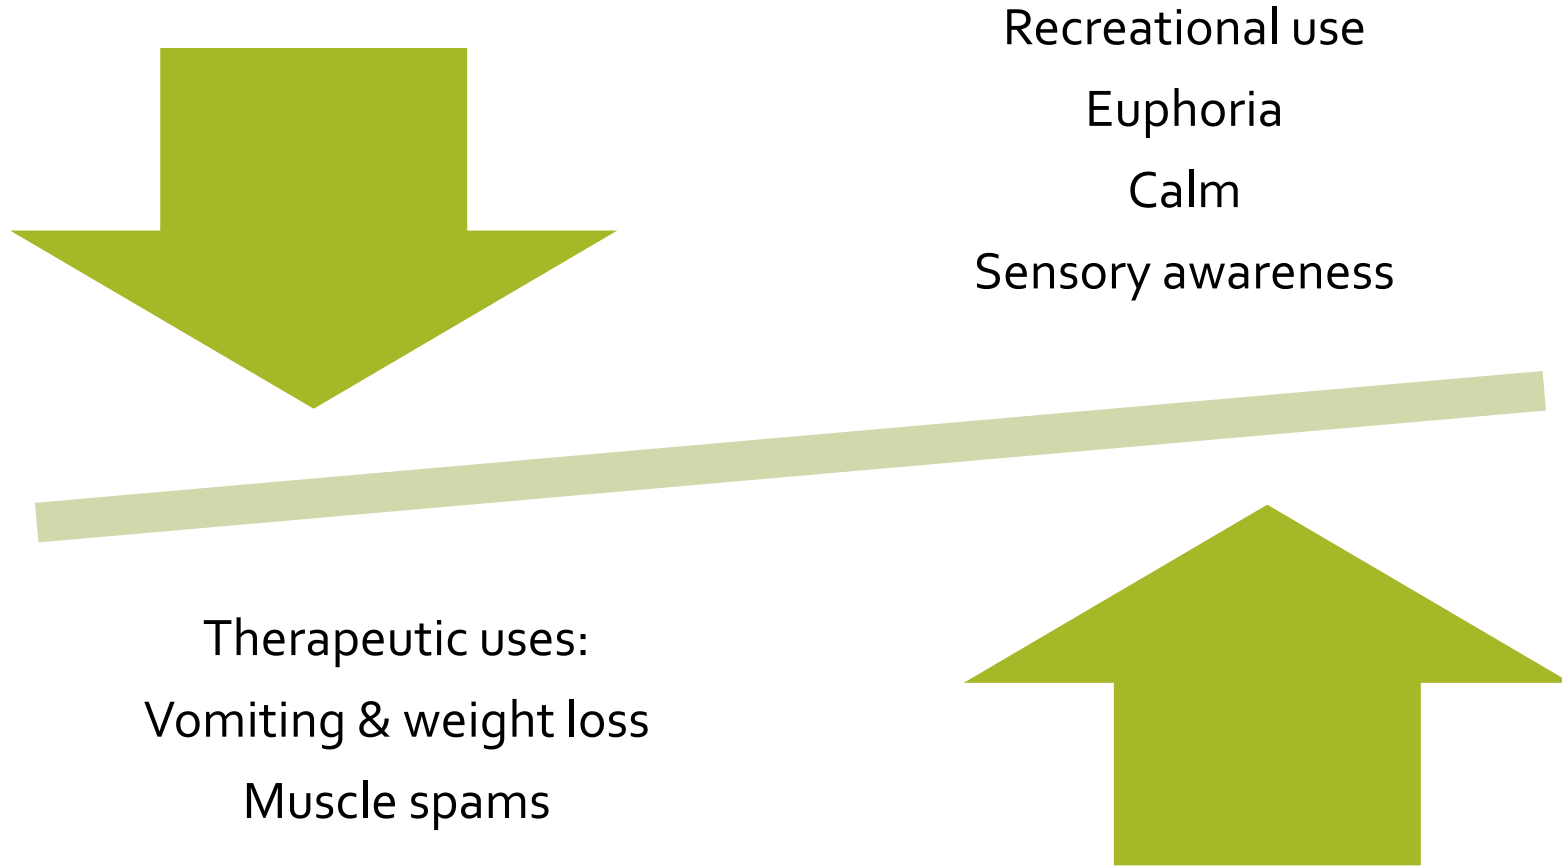 Recreational use
Euphoria
Calm
Sensory awareness
Therapeutic uses:
Vomiting & weight loss
Muscle spams